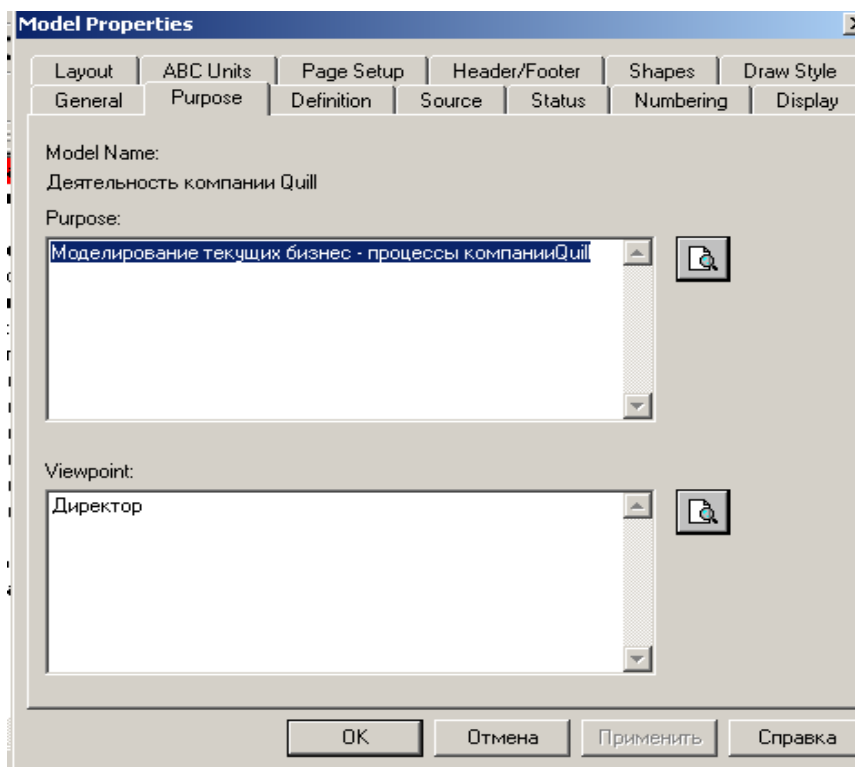 Model Properties
Layout ABC Units Page Setup Header/Footer Shapes Draw Style
General Purpose Definition Source Status Numbering Display
Model Name:
Деятельность компании Quill
Purpose:
Моделирование текущих бизнес - процессы компанииQuill
Viewpoint:
Директор
OK Отмена Применить Справка